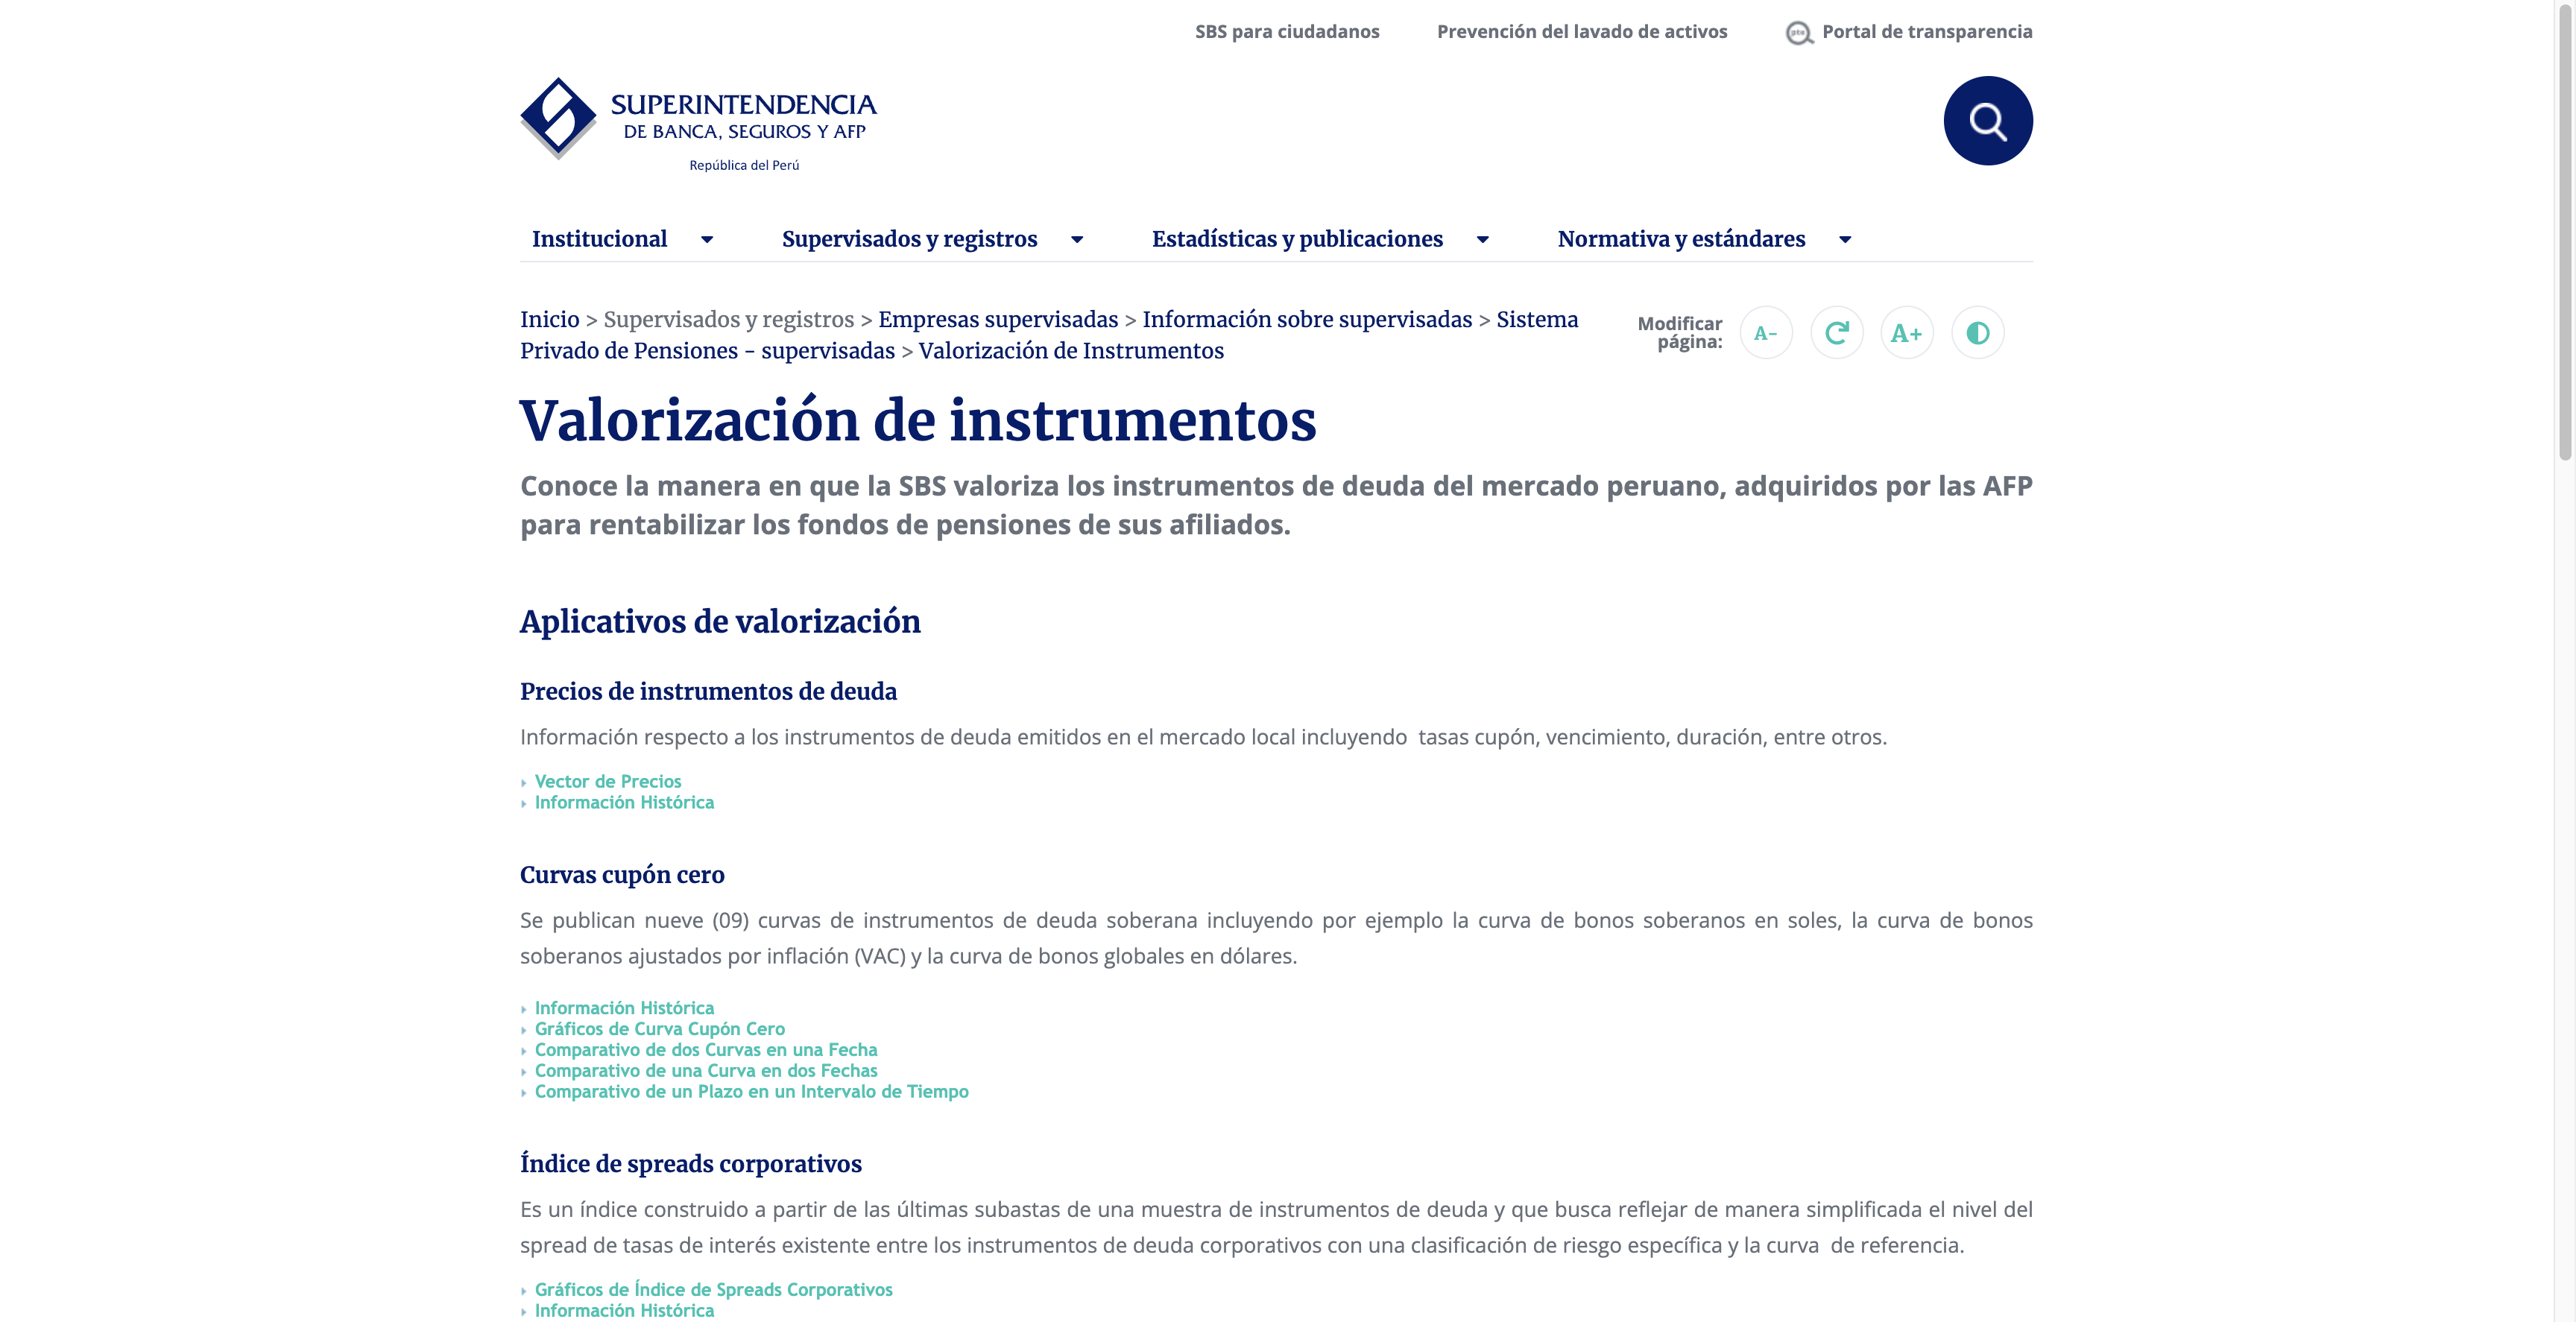 SBS para ciudadanos Prevención del lavado de activos pte Portal de transparencia
SUPERINTENDENCIA
DE BANCA, SEGUROS Y AFP
República del Perú
Institucional Supervisados y registros Estadísticas y publicaciones Normativa y estándares
Inicio > Supervisados y registros > Empresas supervisadas > Información sobre supervisadas > Sistema
Privado de Pensiones - supervisadas > Valorización de Instrumentos
Modificar
página: A- A+
Valorización de instrumentos
Conoce la manera en que la SBS valoriza los instrumentos de deuda del mercado peruano, adquiridos por las AFP
para rentabilizar los fondos de pensiones de sus afiliados.
Aplicativos de valorización
Precios de instrumentos de deuda
Información respecto a los instrumentos de deuda emitidos en el mercado local incluyendo tasas cupón, vencimiento, duración, entre otros.
Vector de Precios
Información Histórica
Curvas cupón cero
Se publican nueve (09) curvas de instrumentos de deuda soberana incluyendo por ejemplo la curva de bonos soberanos en soles, la curva de bonos
soberanos ajustados por inflación (VAC) y la curva de bonos globales en dólares.
Información Histórica
Gráficos de Curva Cupón Cero
Comparativo de dos Curvas en una Fecha
Comparativo de una Curva en dos Fechas
Comparativo de un Plazo en un Intervalo de Tiempo
Índice de spreads corporativos
Es un índice construido a partir de las últimas subastas de una muestra de instrumentos de deuda y que busca reflejar de manera simplificada el nivel del
spread de tasas de interés existente entre los instrumentos de deuda corporativos con una clasificación de riesgo específica y la curva de referencia.
Gráficos de Índice de Spreads Corporativos
Información Histórica